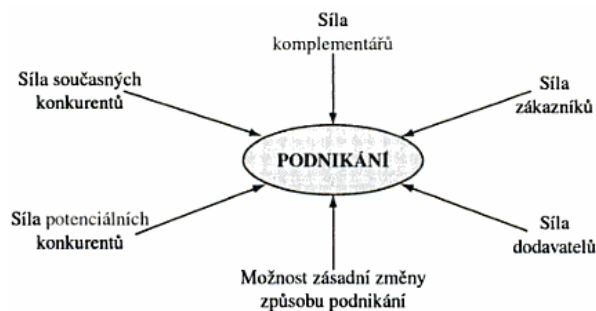 Síla
komplementářů
Síla současných
konkurentů
Síla
zákazníků
PODNIKÁNÍ
Síla potenciálních
konkurentů
Síla
dodavatelů
Možnost zásadní změny
způsobu podnikání